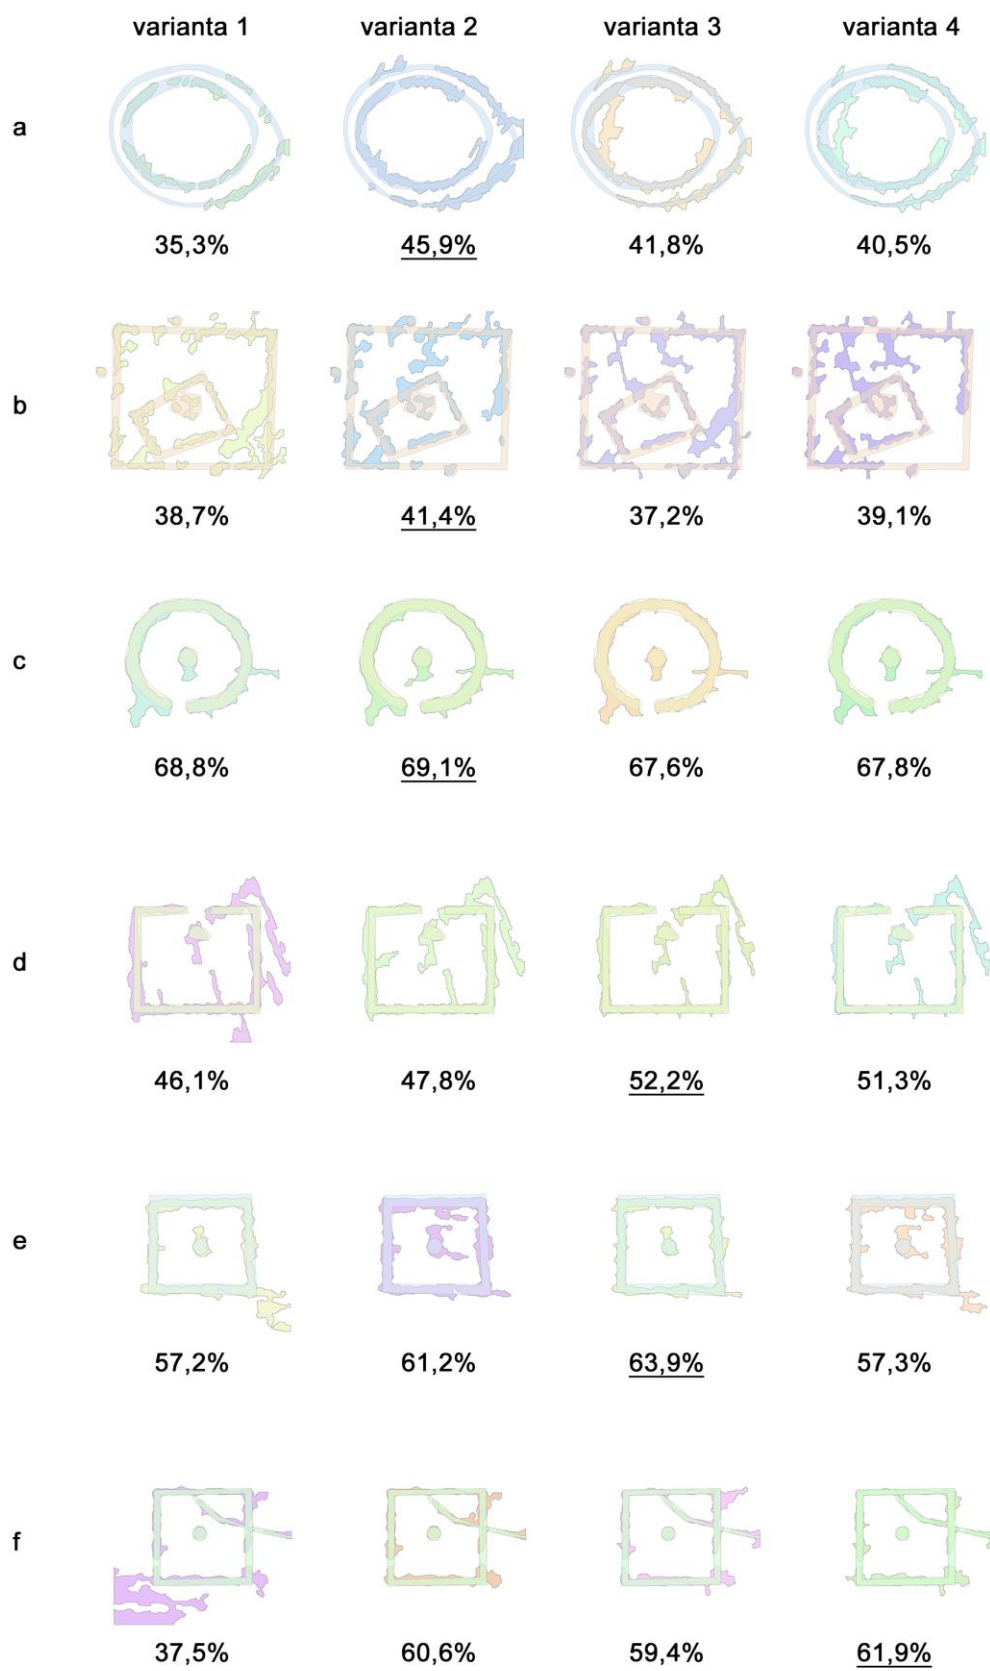 varianta 1 varianta 2 varianta 3 varianta 4
a
35,3% 45,9% 41,8% 40,5%
b
38,7% 41,4% 37,2% 39,1%
c
68,8% 69,1% 67,6% 67,8%
d
46,1% 47,8% 52,2% 51,3%
e
57,2% 61,2% 63,9% 57,3%
f
37,5% 60,6% 59,4% 61,9%